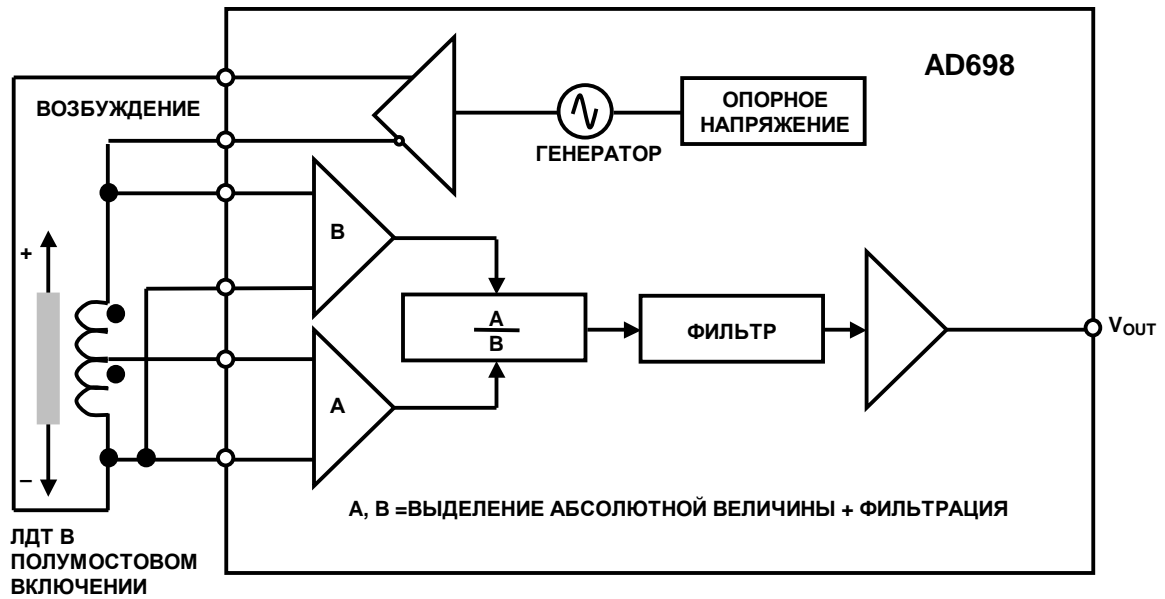 AD698
ВОЗБУЖДЕНИЕ
ОПОРНОЕ
НАПРЯЖЕНИЕ
ГЕНЕРАТОР
B
+
A
B
ФИЛЬТР
VOUT
A
–
A, B =ВЫДЕЛЕНИЕ АБСОЛЮТНОЙ ВЕЛИЧИНЫ + ФИЛЬТРАЦИЯ
ЛДТ В
ПОЛУМОСТОВОМ
ВКЛЮЧЕНИИ